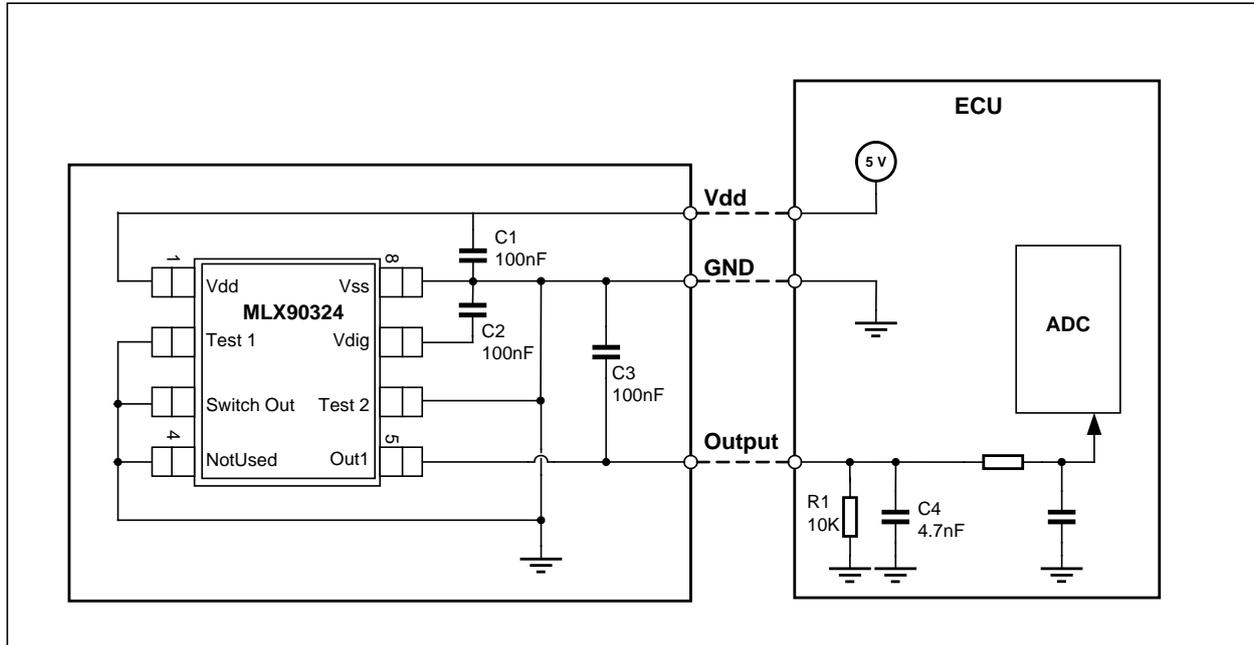 ECU
5 V
Vdd
C1
100nF
GND
1
8
Vdd
Vss
MLX90324
Test 1
Vdig
C2
100nF
ADC
C3
100nF
Switch Out
Test 2
Output
4
5
NotUsed
Out1
R1
10K
C4
4.7nF